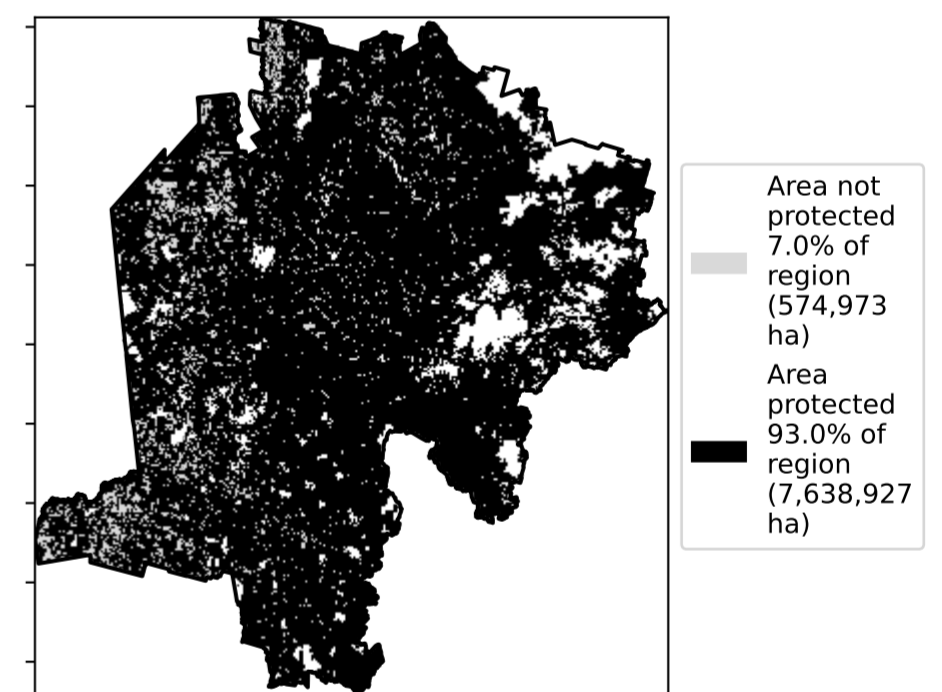 Area not
protected
7.0% of
region
(574,973
ha)
Area
protected
93.0% of
region
(7,638,927
ha)